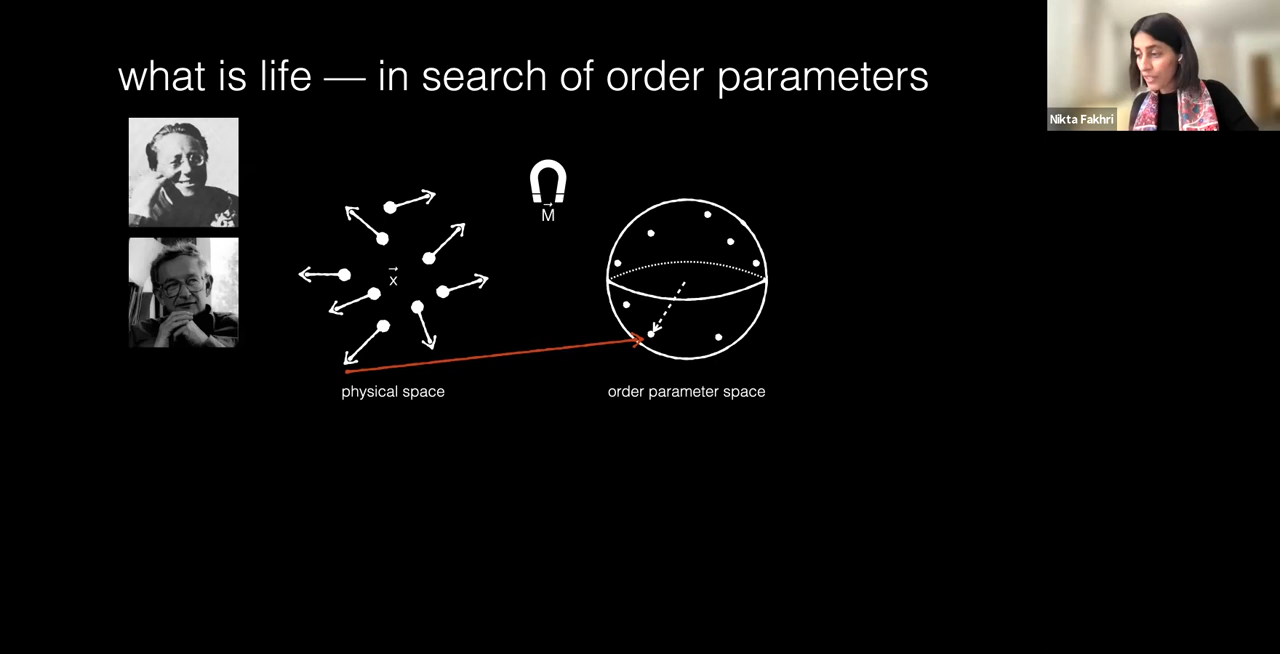 what is life — in search of order parameters
Nikta Fakhri
M⃗
x⃗
physical space
order parameter space